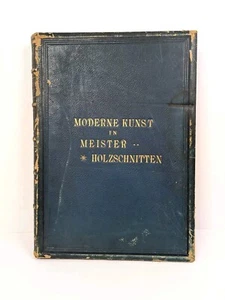 MODERNE KUNST
IN
MEISTER
* HOLZSCHNITTEN